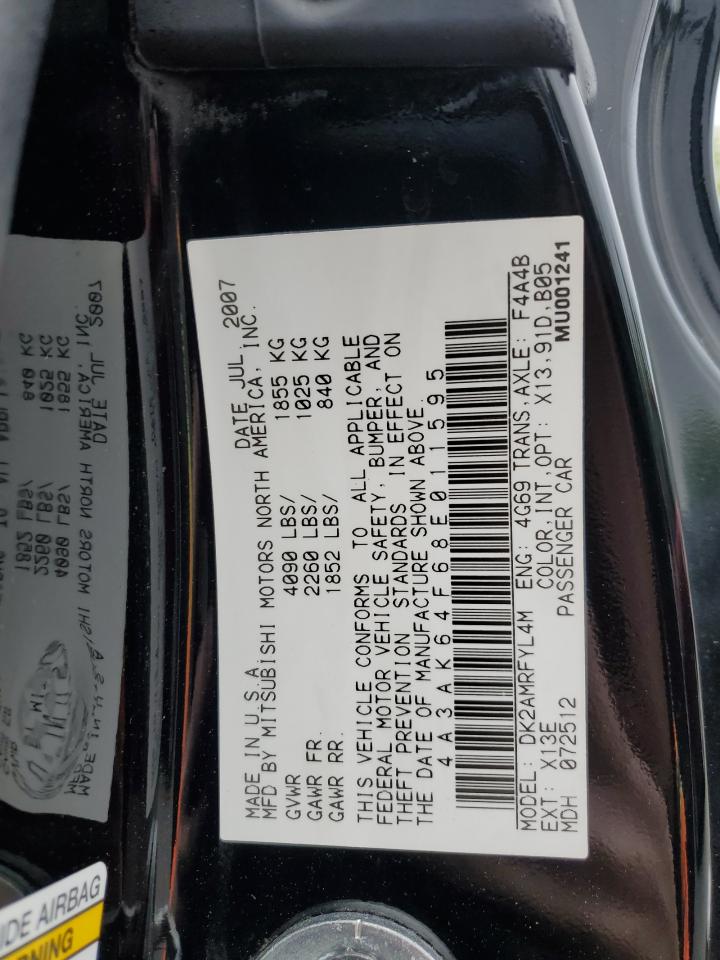 MADE IN U.S.A. DATE JUL 2007
MFD BY MITSUBISHI MOTORS NORTH AMERICA, INC.
GVWR 4090 LBS/ 1855 KG
GAWR FR. 2260 LBS/ 1025 KG
GAWR RR. 1852 LBS/ 840 KG
THIS VEHICLE CONFORMS TO ALL APPLICABLE
FEDERAL MOTOR VEHICLE SAFETY, BUMPER, AND
THEFT PREVENTION STANDARDS IN EFFECT ON
THE DATE OF MANUFACTURE SHOWN ABOVE.
4A3AK64F68E011595
MODEL: DK2AMRFYL4M ENG: 4G69 TRANS,AXLE: F4A4B
EXT: X13E COLOR,INT,OPT: X13,91D,B05
MDH 072512 PASSENGER CAR MU001241
IDE AIRBAG
RNING